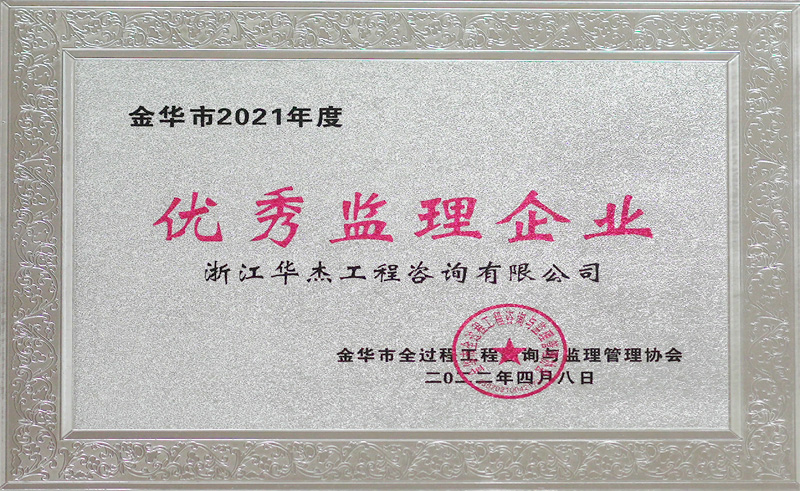 金华市2021年度
优秀监理企业
浙江华杰工程咨询有限公司
金华市全过程工程咨询与监理管理协会
二0二二年四月八日